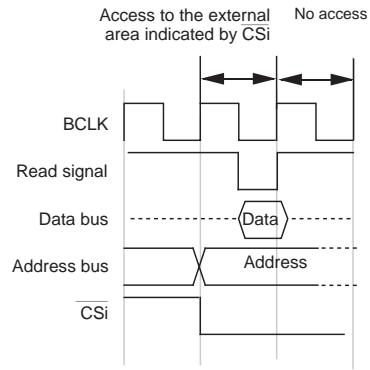 Access to the external
area indicated by CSi
No access
BCLK
Read signal
Data bus
Data
Address bus
Address
CSi